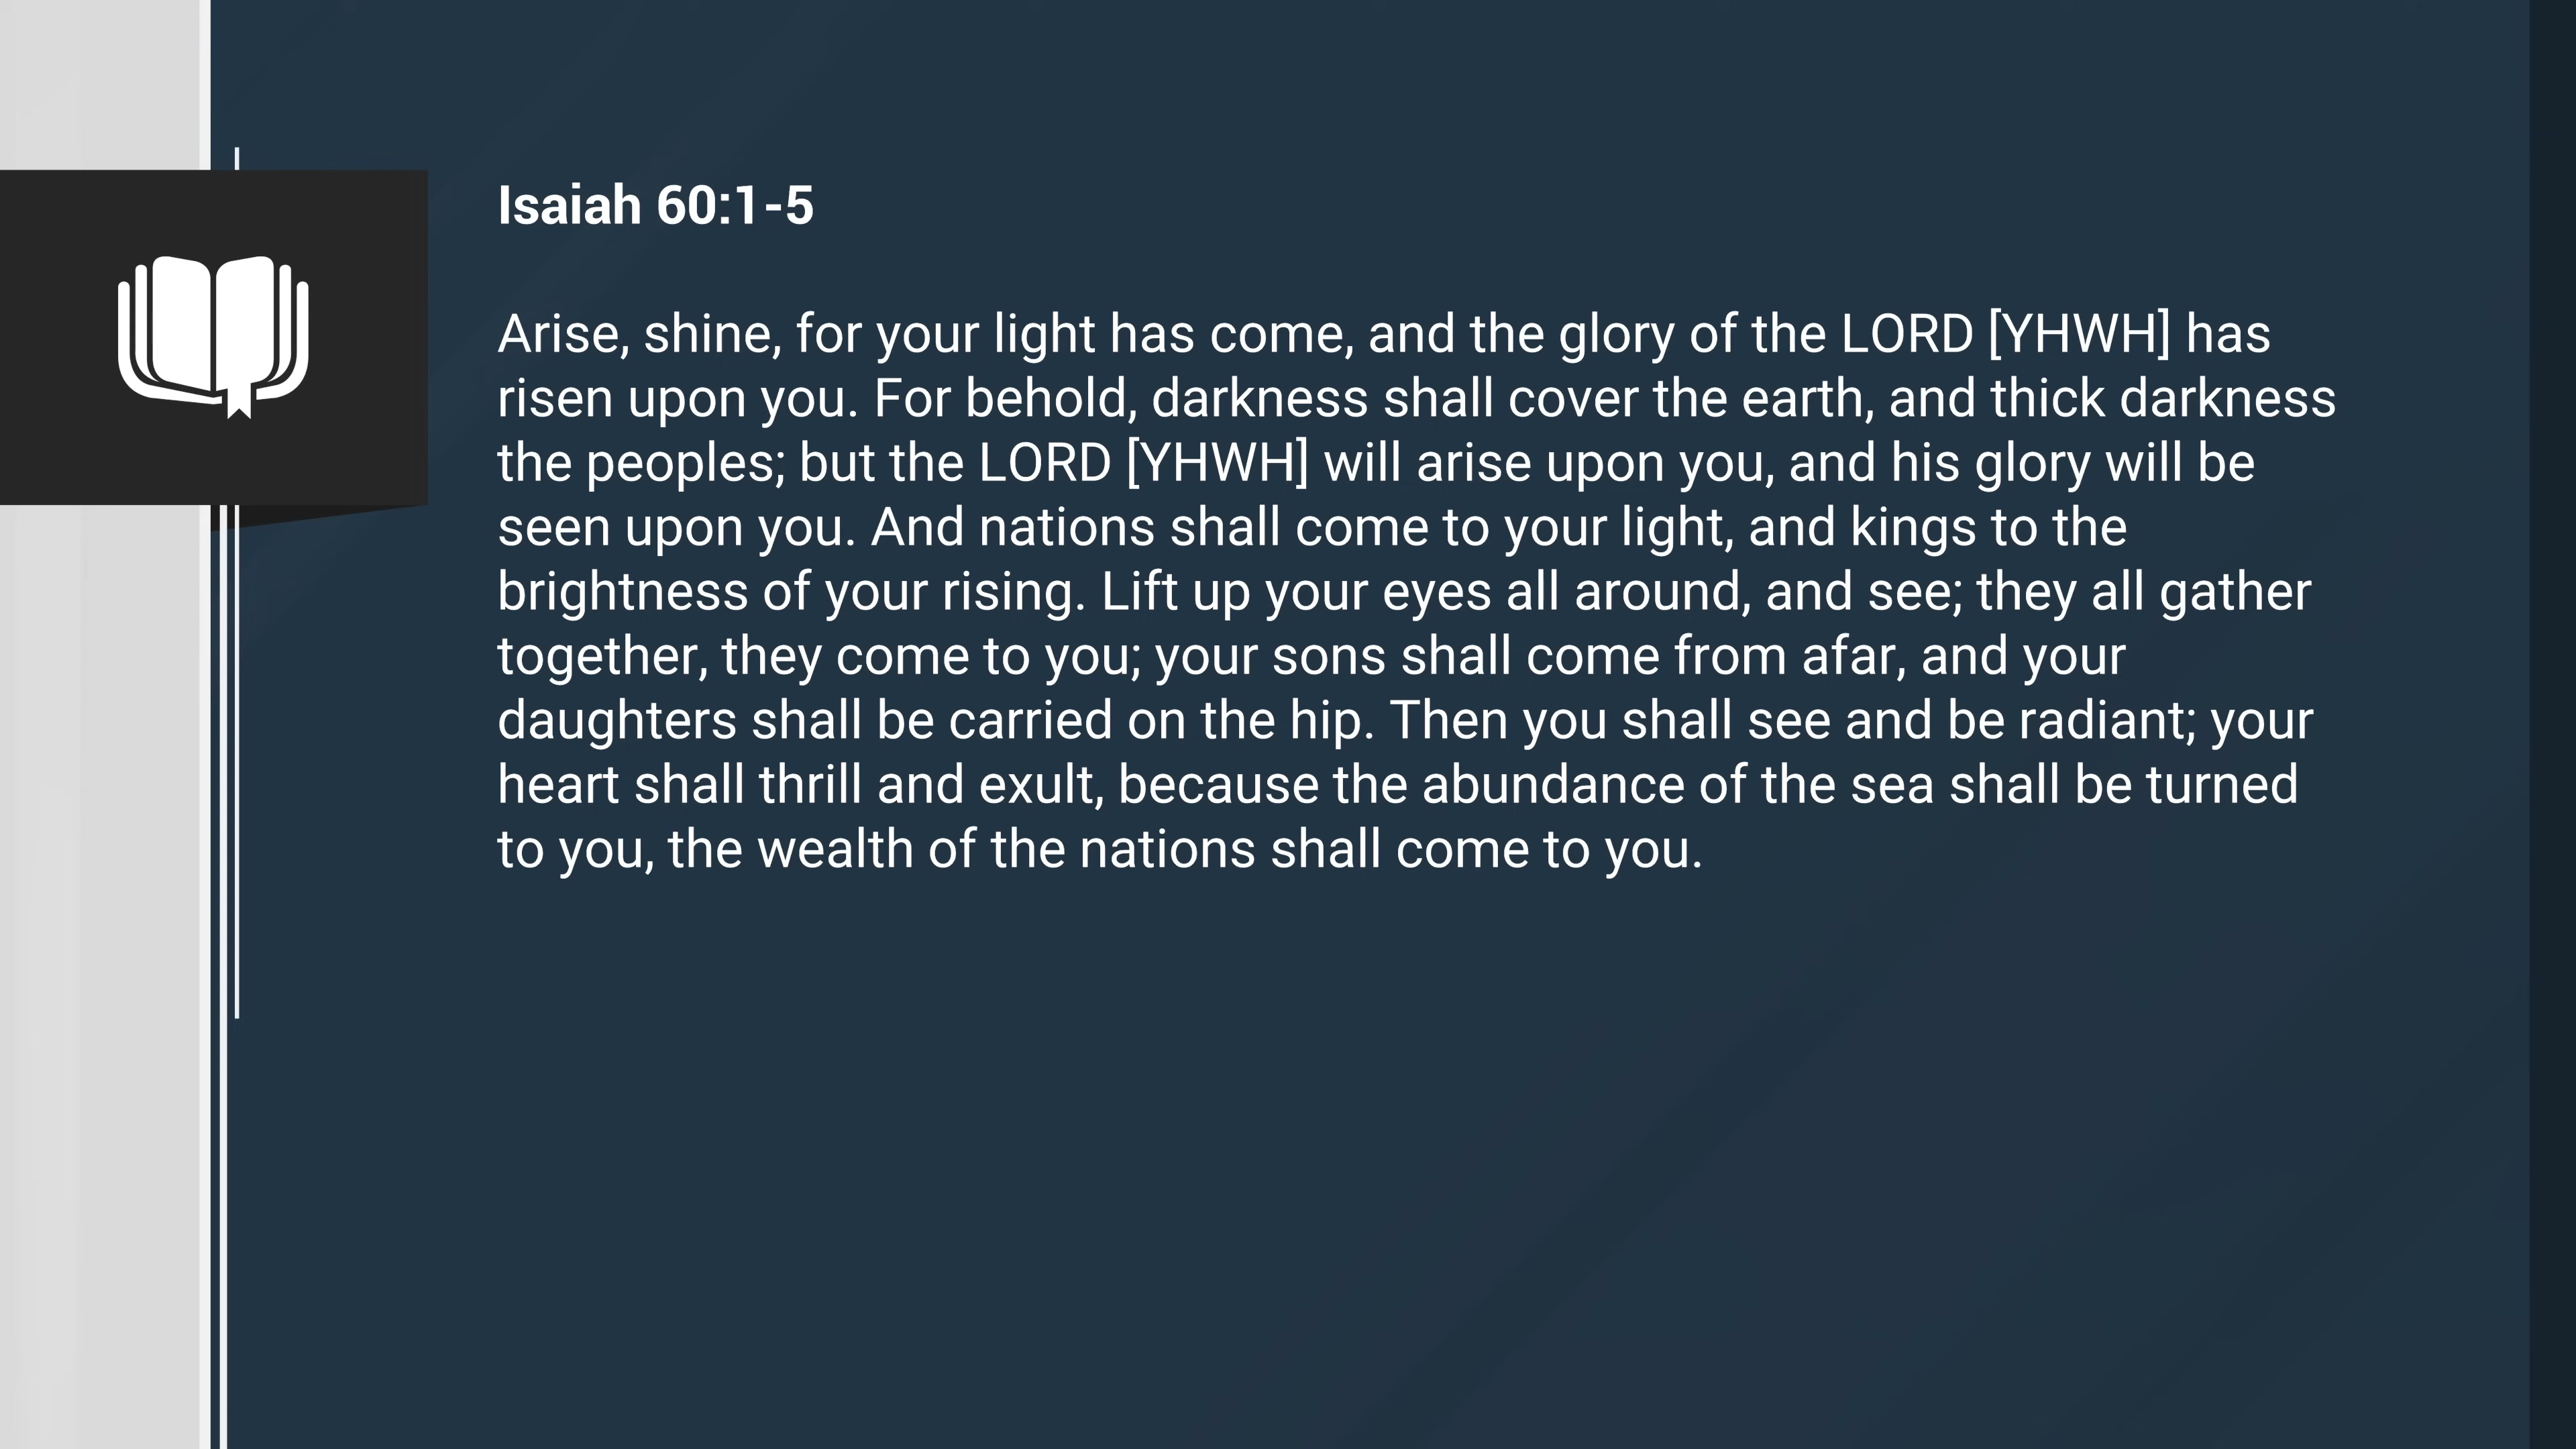 Isaiah 60:1-5
Arise, shine, for your light has come, and the glory of the LORD [YHWH] has
risen upon you. For behold, darkness shall cover the earth, and thick darkness
the peoples; but the LORD [YHWH] will arise upon you, and his glory will be
seen upon you. And nations shall come to your light, and kings to the
brightness of your rising. Lift up your eyes all around, and see; they all gather
together, they come to you; your sons shall come from afar, and your
daughters shall be carried on the hip. Then you shall see and be radiant; your
heart shall thrill and exult, because the abundance of the sea shall be turned
to you, the wealth of the nations shall come to you.